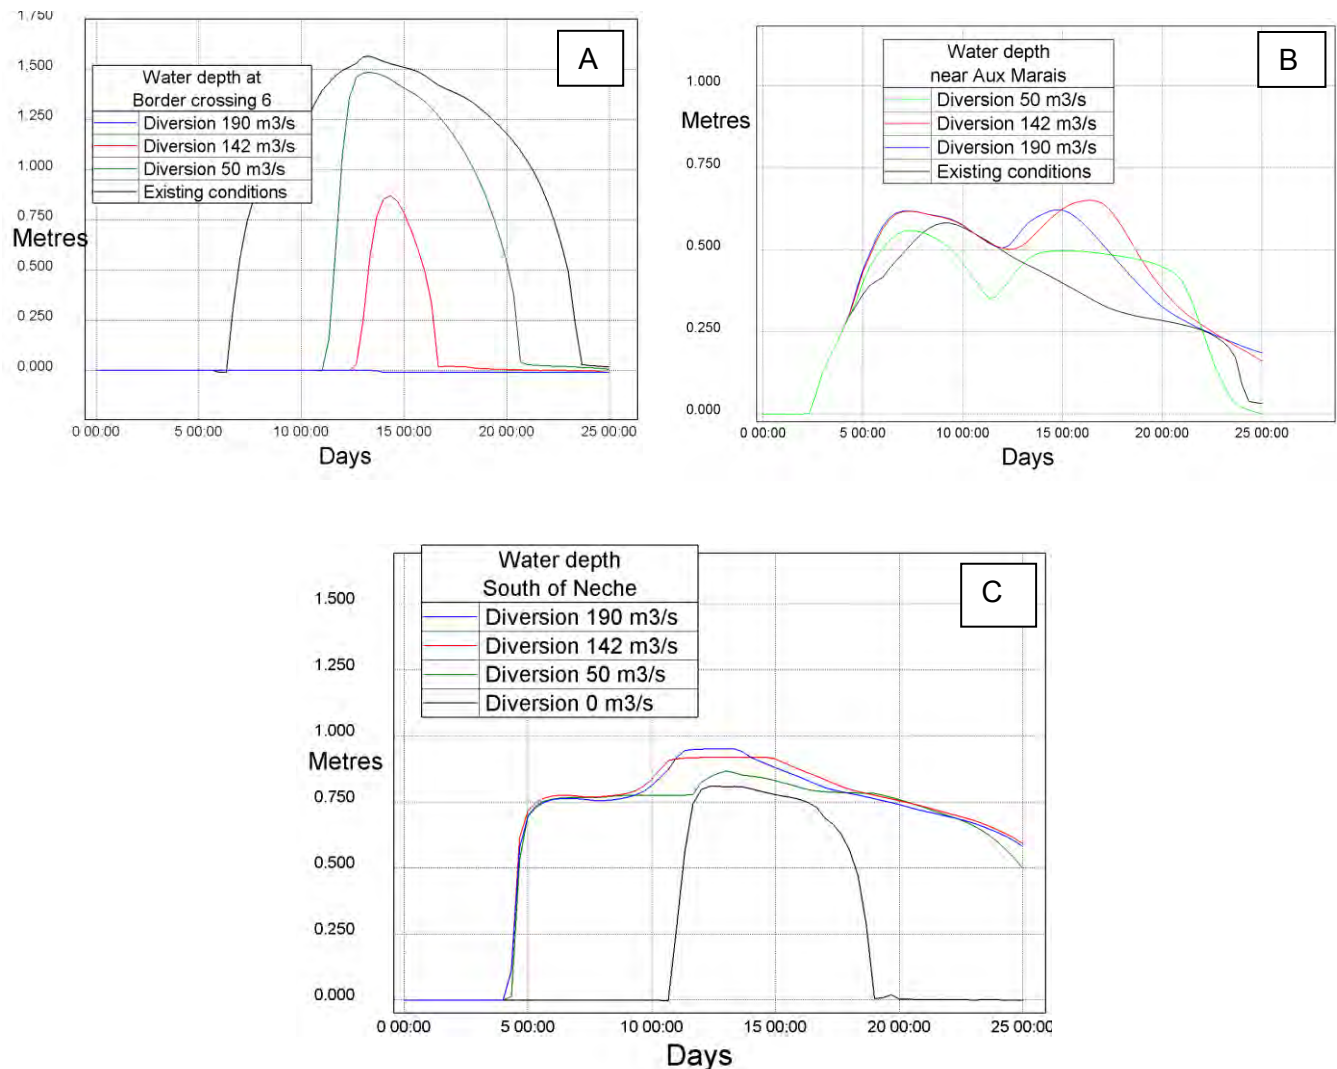 A
1.750
1.500
1.250
1.000
0.750
Metres
0.500
0.250
0.000
Water depth at
Border crossing 6
Diversion 190 m3/s
Diversion 142 m3/s
Diversion 50 m3/s
Existing conditions
0 00:00 5 00:00 10 00:00 15 00:00 20 00:00 25 00:00
Days
B
1.000
Metres
0.750
0.500
0.250
0.000
Water depth
near Aux Marais
Diversion 50 m3/s
Diversion 142 m3/s
Diversion 190 m3/s
Existing conditions
0 00:00 5 00:00 10 00:00 15 00:00 20 00:00 25 00:00
Days
C
1.500
1.250
1.000
Metres
0.750
0.500
0.250
0.000
Water depth
South of Neche
Diversion 190 m3/s
Diversion 142 m3/s
Diversion 50 m3/s
Diversion 0 m3/s
0 00:00 5 00:00 10 00:00 15 00:00 20 00:00 25 00:00
Days